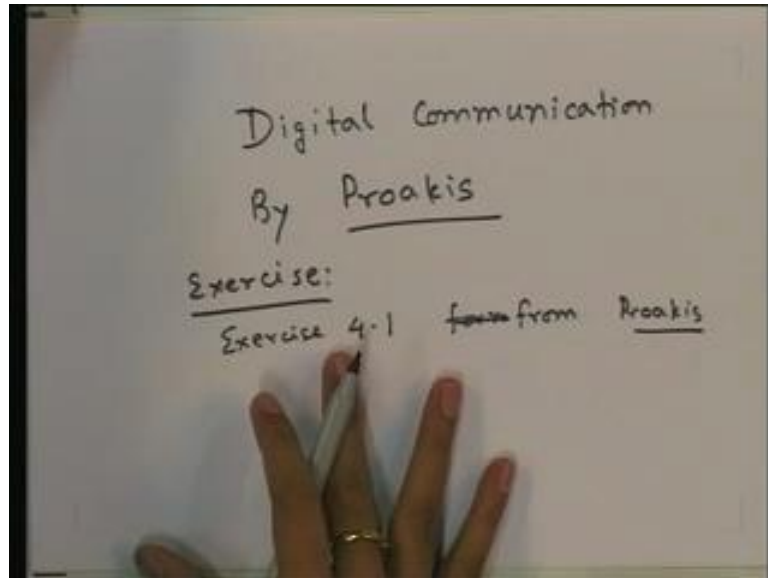 Digital Communication
By Proakis
Exercise:
Exercise 4.1 from Proakis